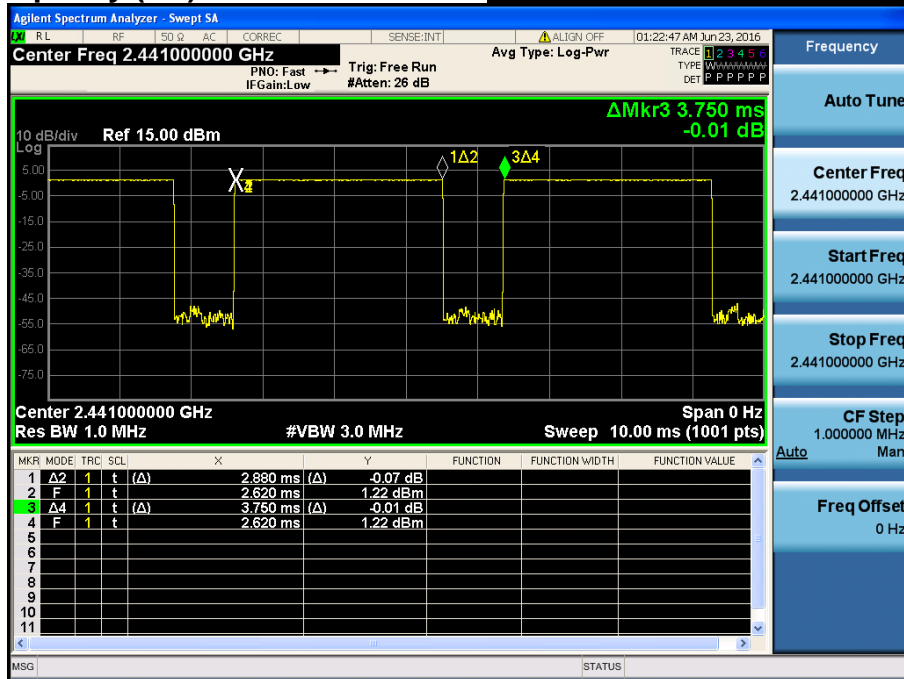 Agilent Spectrum Analyzer - Swept SA
LXI RL RF 50 Ω AC CORREC SENSE:INT ALIGN OFF 01:22:47 AM Jun 23, 2016
Center Freq 2.441000000 GHz
PNO: Fast
IFGain:Low
Trig: Free Run
#Atten: 26 dB
Avg Type: Log-Pwr
TRACE 1 2 3 4 5 6
TYPE WWWWWWW
DET P P P P P P
ΔMkr3 3.750 ms
-0.01 dB
10 dB/div Ref 15.00 dBm
Log
1Δ2 3Δ4
5.00
-5.00
-15.0
-25.0
-35.0
-45.0
-55.0
-65.0
-75.0
Center 2.441000000 GHz Span 0 Hz
Res BW 1.0 MHz #VBW 3.0 MHz Sweep 10.00 ms (1001 pts)
MKR MODE TRC SCL X Y FUNCTION FUNCTION WIDTH FUNCTION VALUE
1 Δ2 1 t (Δ) 2.880 ms (Δ) -0.07 dB
2 F 1 t 2.620 ms 1.22 dBm
3 Δ4 1 t (Δ) 3.750 ms (Δ) -0.01 dB
4 F 1 t 2.620 ms 1.22 dBm
5
6
7
8
9
10
11
MSG STATUS
Frequency
Auto Tune
Center Freq
2.441000000 GHz
Start Freq
2.441000000 GHz
Stop Freq
2.441000000 GHz
CF Step
1.000000 MHz
Auto Man
Freq Offset
0 Hz